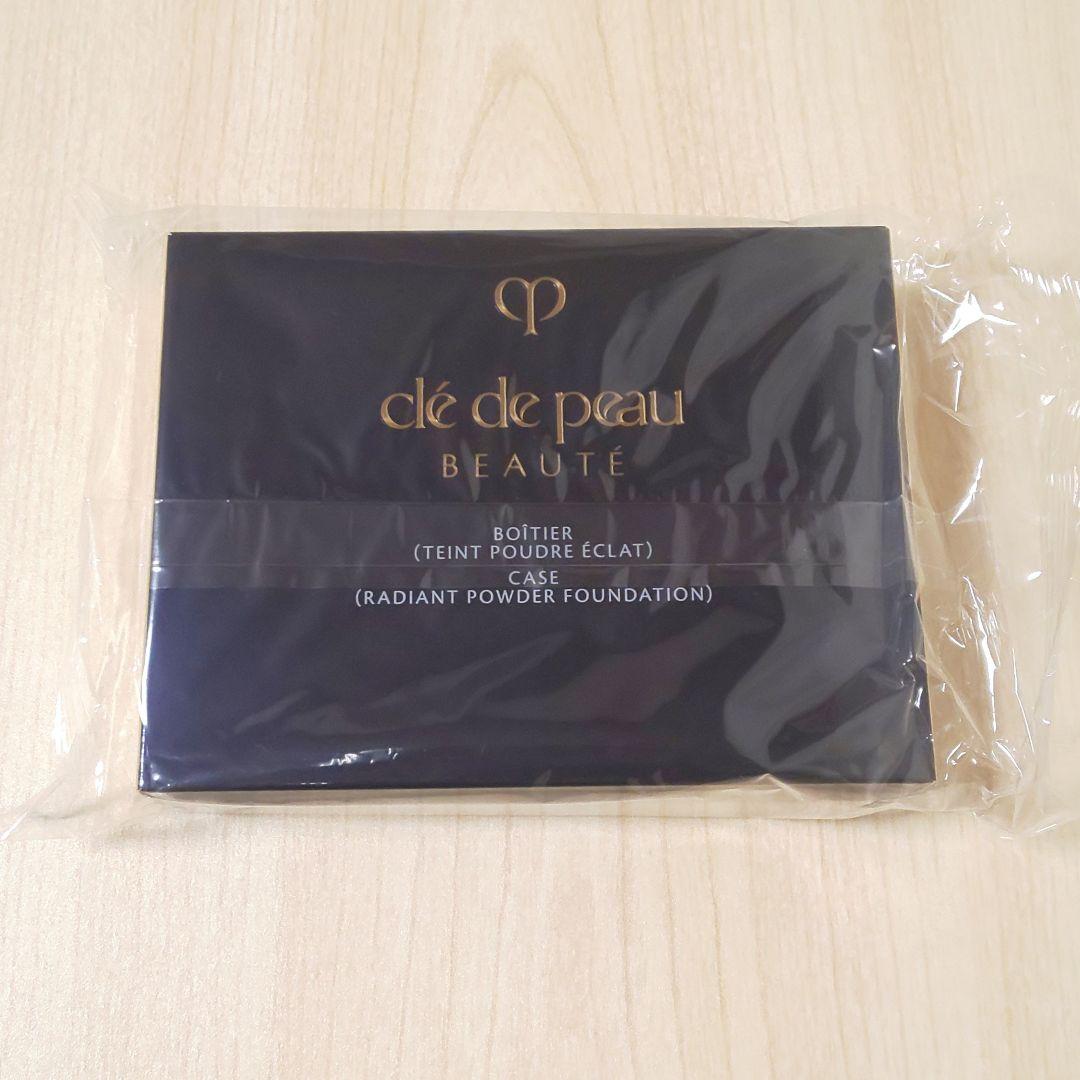 clé de peau
BEAUTÉ
BOÎTIER
(TEINT POUDRE ÉCLAT)
CASE
(RADIANT POWDER FOUNDATION)